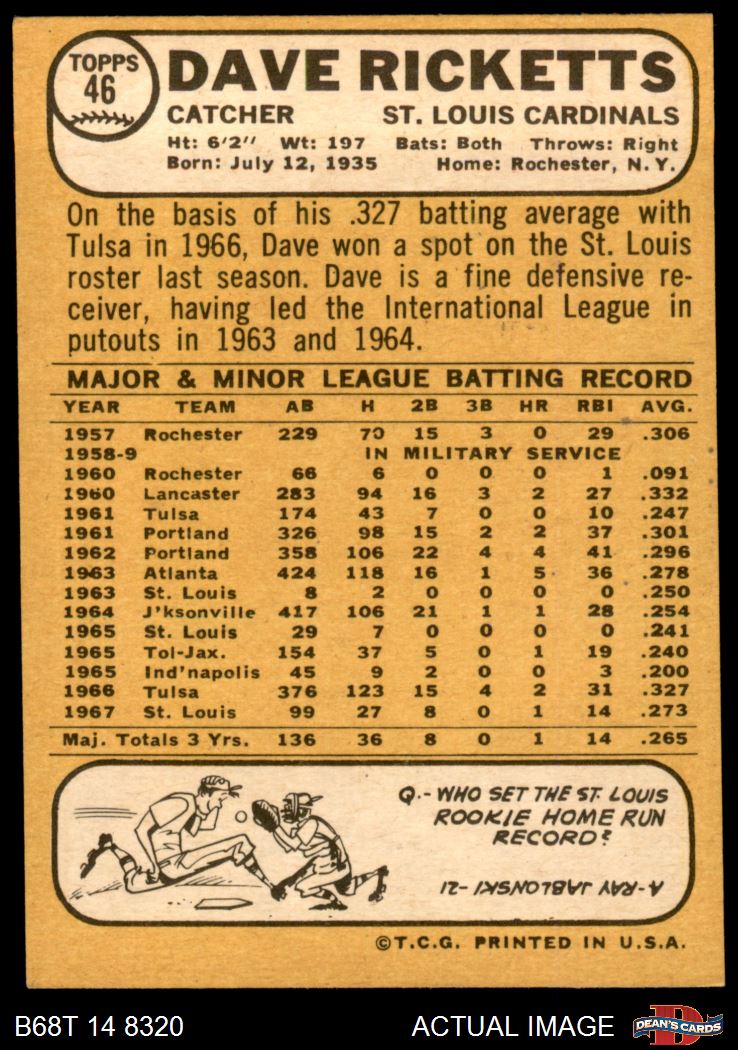 TOPPS
46
DAVE RICKETTS
CATCHER ST. LOUIS CARDINALS
Ht: 6'2" Wt: 197 Bats: Both Throws: Right
Born: July 12, 1935 Home: Rochester, N.Y.
On the basis of his .327 batting average with
Tulsa in 1966, Dave won a spot on the St. Louis
roster last season. Dave is a fine defensive re-
ceiver, having led the International League in
putouts in 1963 and 1964.
MAJOR & MINOR LEAGUE BATTING RECORD
YEAR TEAM AB H 2B 3B HR RBI AVG.
1957 Rochester 229 70 15 3 0 29 .306
1958-9 IN MILITARY SERVICE
1960 Rochester 66 6 0 0 0 1 .091
1960 Lancaster 283 94 16 3 2 27 .332
1961 Tulsa 174 43 7 0 0 10 .247
1961 Portland 326 98 15 2 2 37 .301
1962 Portland 358 106 22 4 4 41 .296
1963 Atlanta 424 118 16 1 5 36 .278
1963 St. Louis 8 2 0 0 0 0 .250
1964 J'ksonville 417 106 21 1 1 28 .254
1965 St. Louis 29 7 0 0 0 0 .241
1965 Tol-Jax. 154 37 5 0 1 19 .240
1965 Ind'napolis 45 9 2 0 0 3 .200
1966 Tulsa 376 123 15 4 2 31 .327
1967 St. Louis 99 27 8 0 1 14 .273
Maj. Totals 3 Yrs. 136 36 8 0 1 14 .265
Q.- WHO SET THE ST. LOUIS
ROOKIE HOME RUN
RECORD?
A-RAY JABLONSKI-21
©T.C.G. PRINTED IN U.S.A.
B68T 14 8320 ACTUAL IMAGE DEAN'S CARDS